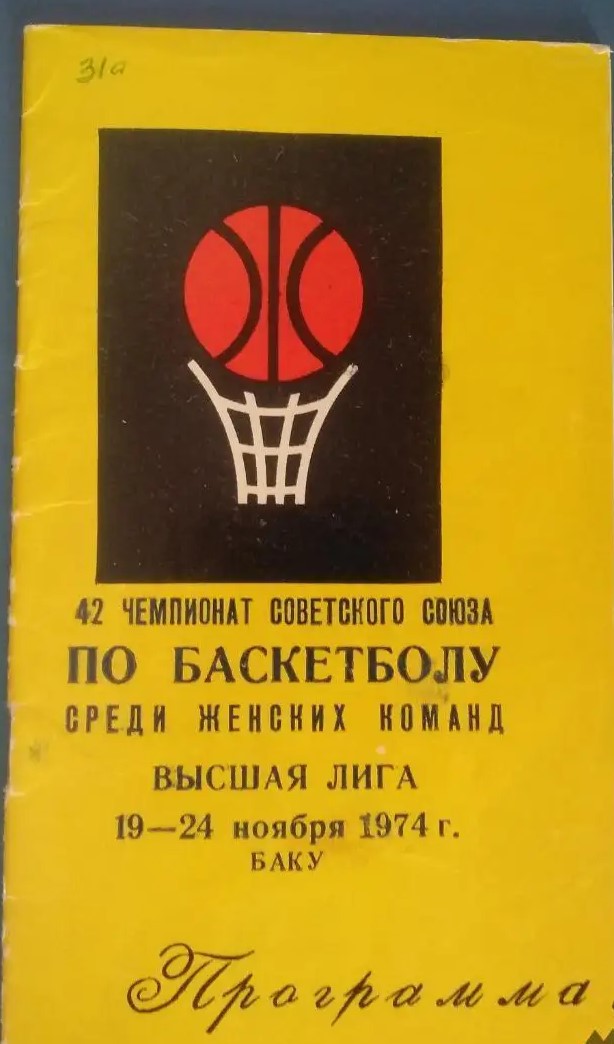 31а
42 ЧЕМПИОНАТ СОВЕТСКОГО СОЮЗА
ПО БАСКЕТБОЛУ
СРЕДИ ЖЕНСКИХ КОМАНД
ВЫСШАЯ ЛИГА
19—24 ноября 1974 г.
БАКУ
Программа